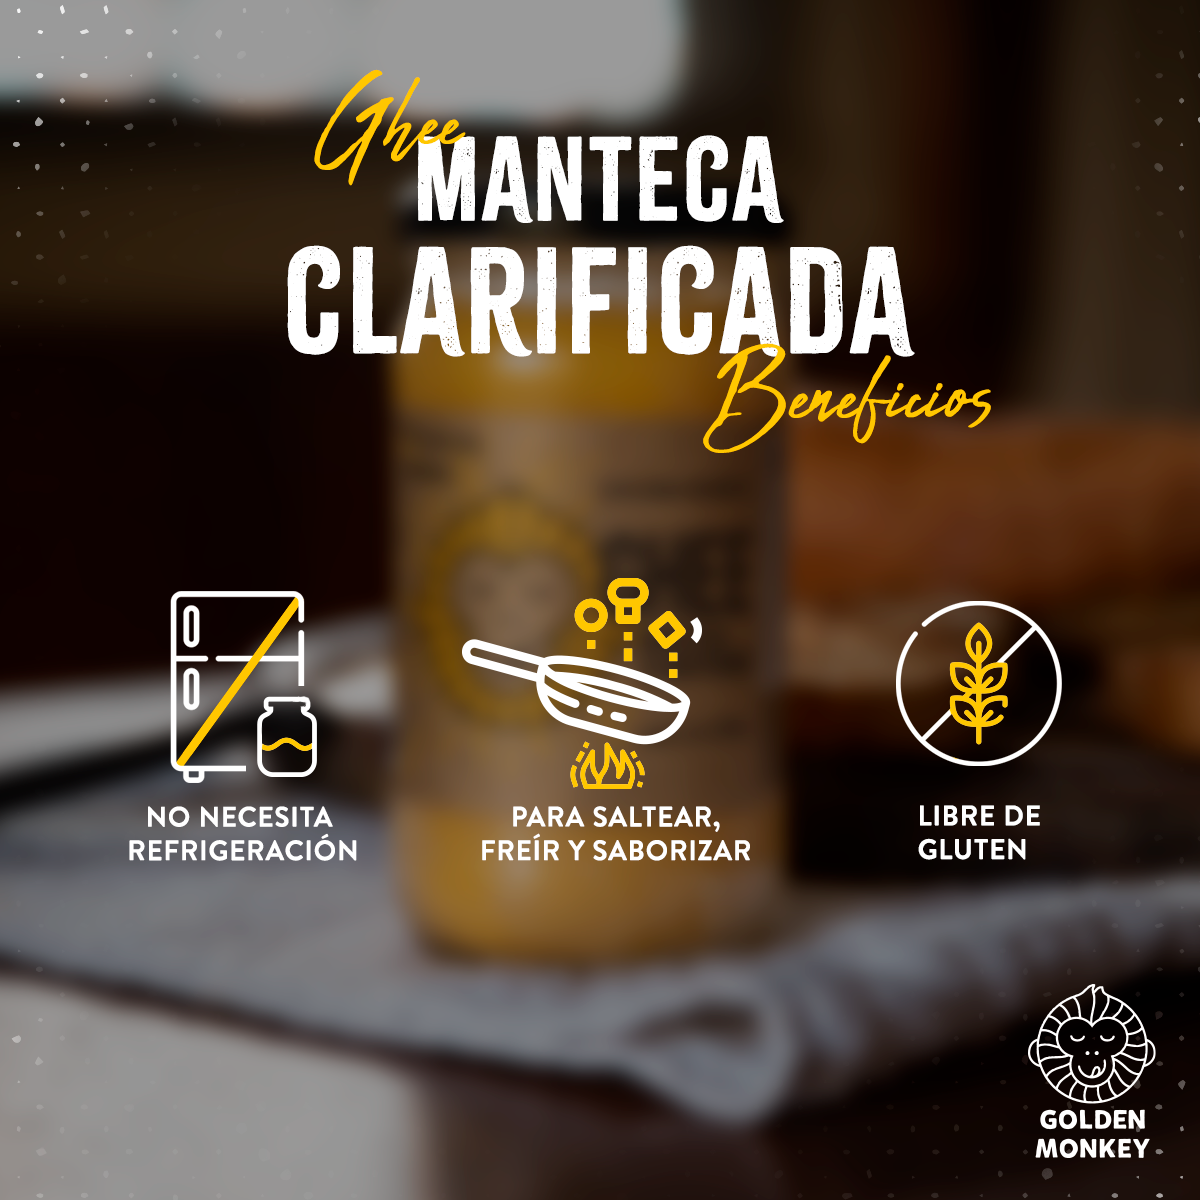 Ghee
MANTECA
CLARIFICADA
Beneficios
NO NECESITA
REFRIGERACIÓN
PARA SALTEAR,
FREÍR Y SABORIZAR
LIBRE DE
GLUTEN
GOLDEN
MONKEY